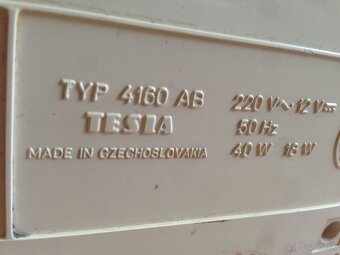 TYP 4160 AB 220 V ~ 12 V ⎓
TESLA 50 Hz
MADE IN CZECHOSLOVAKIA 40 W 16 W